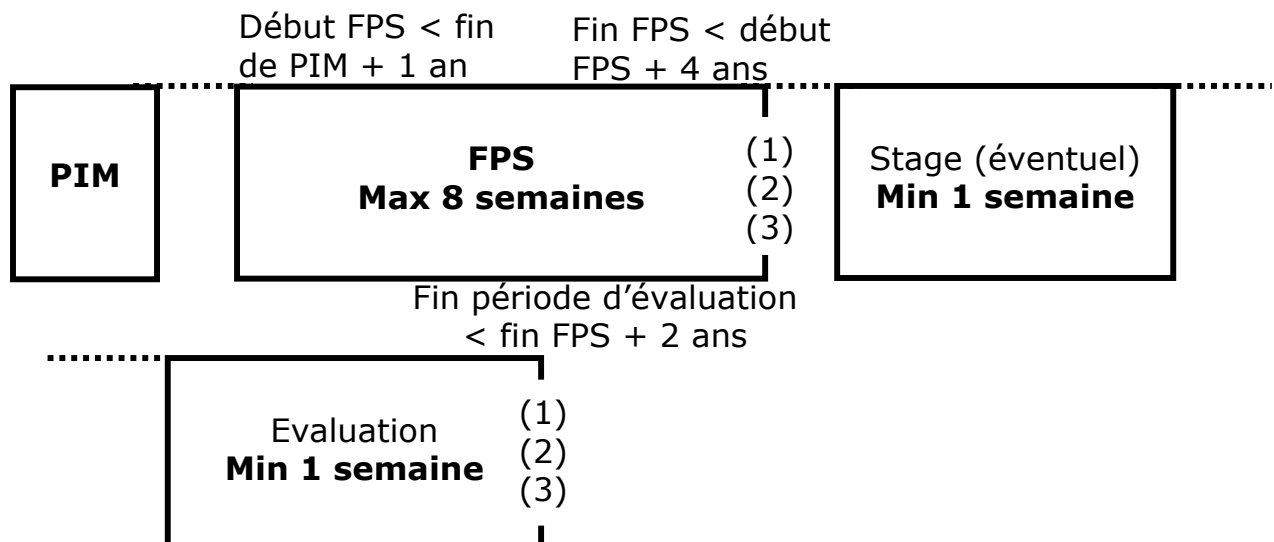 Début FPS < fin
de PIM + 1 an
Fin FPS < début
FPS + 4 ans
PIM
FPS
Max 8 semaines
(1)
(2)
(3)
Stage (éventuel)
Min 1 semaine
Fin période d’évaluation
< fin FPS + 2 ans
Evaluation
Min 1 semaine
(1)
(2)
(3)